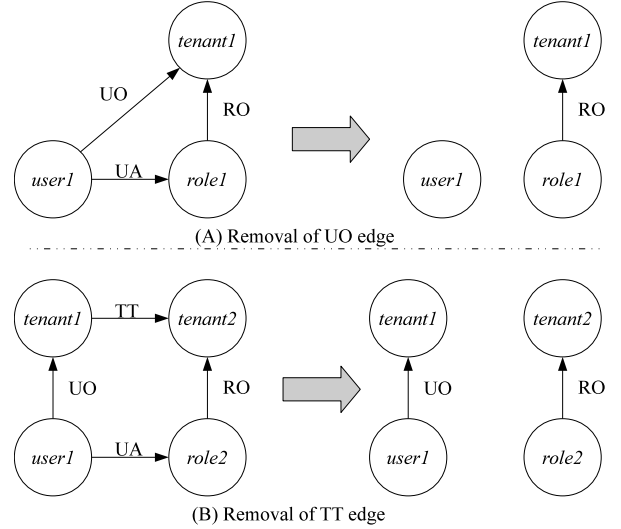 tenant1
tenant1
UO
RO
RO
user1
UA
role1
user1
role1
(A) Removal of UO edge
tenant1
TT
tenant2
tenant1
tenant2
UO
RO
UO
RO
user1
UA
role2
user1
role2
(B) Removal of TT edge